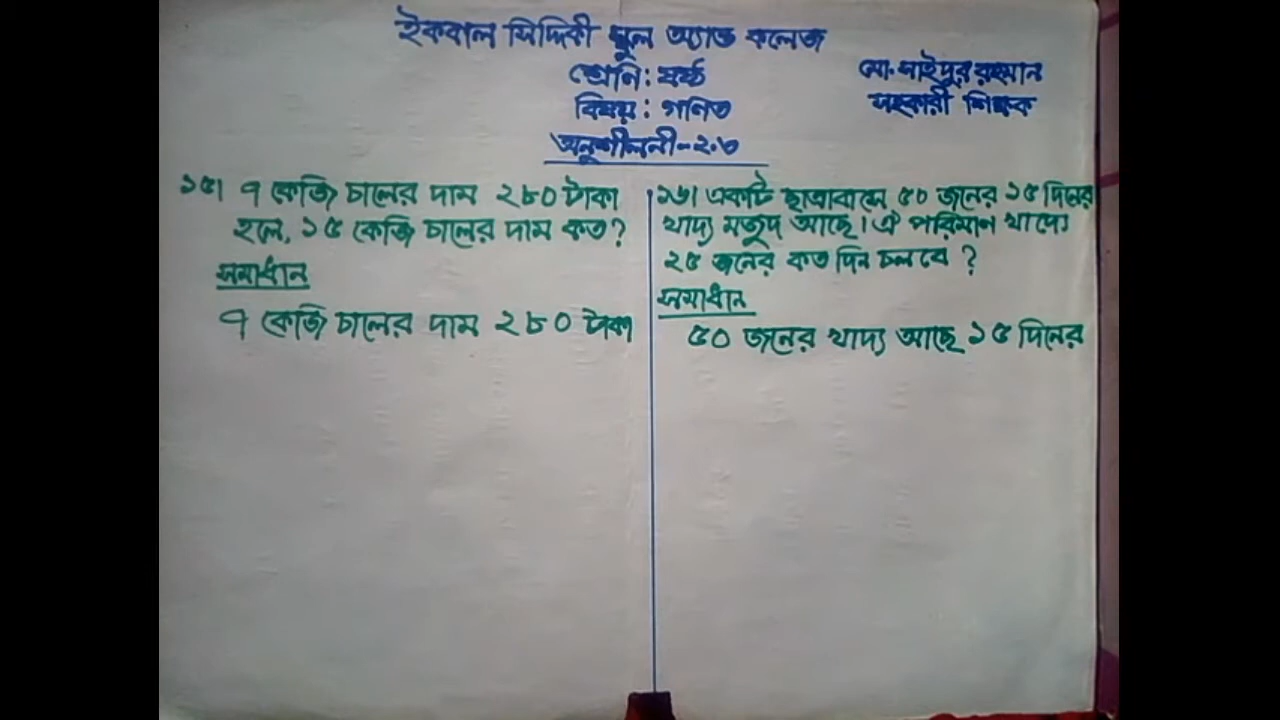 ইকবাল সিদ্দিকী স্কুল অ্যান্ড কলেজ
শ্রেণি: ষষ্ঠ
মো. সাইদুর রহমান
বিষয়: গণিত
সহকারী শিক্ষক
অনুশীলনী-২.৩
১৫। ৭ কেজি চালের দাম ২৮০ টাকা
হলে, ১৫ কেজি চালের দাম কত?
সমাধান
৭ কেজি চালের দাম ২৮০ টাকা
১৬। একটি ছাত্রাবাসে ৫০ জনের ১৫ দিনের
খাদ্য মজুদ আছে। ঐ পরিমান খাদ্যে
২৫ জনের কত দিন চলবে ?
সমাধান
৫০ জনের খাদ্য আছে ১৫ দিনের